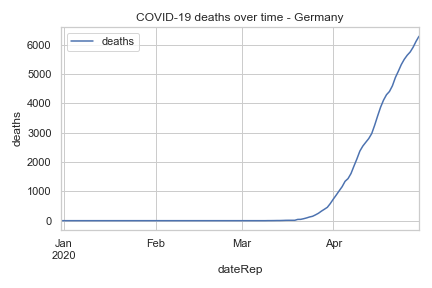 COVID-19 deaths over time - Germany
deaths
6000
5000
4000
3000
2000
1000
0
deaths
Jan Feb Mar Apr
2020
dateRep